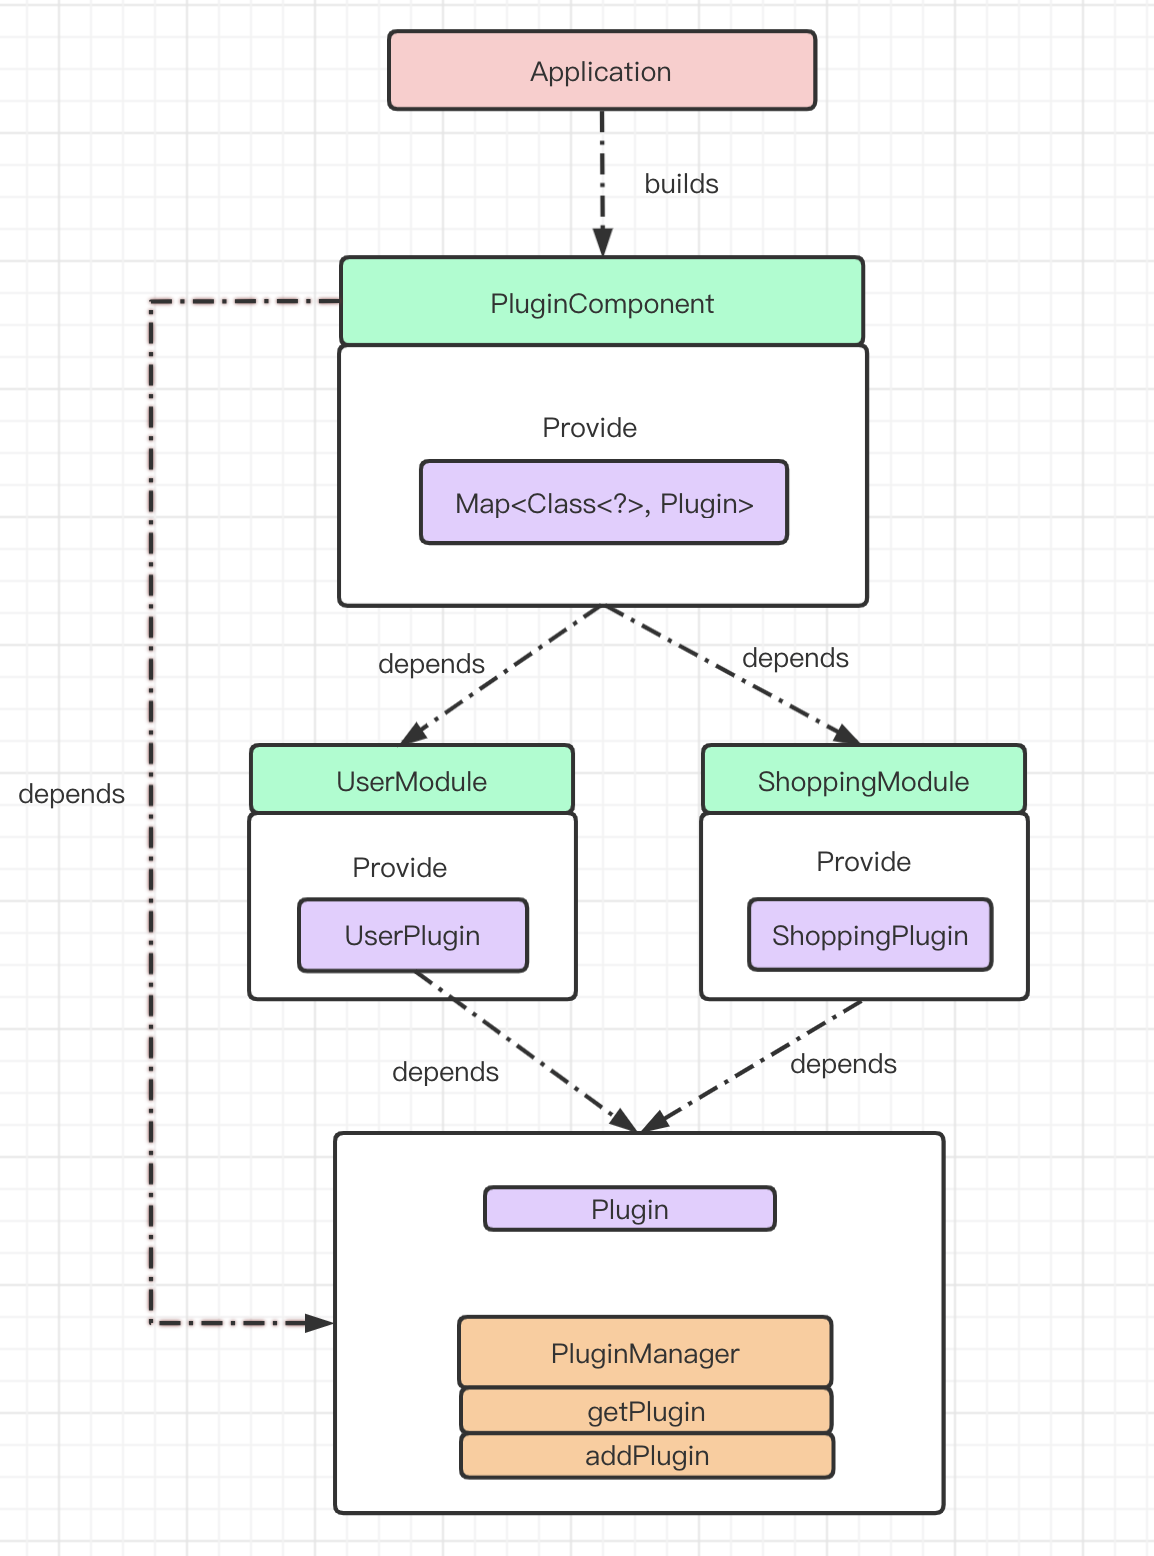 Application
builds
PluginComponent
Provide
Map<Class<?>, Plugin>
depends
depends
UserModule
ShoppingModule
depends
Provide
Provide
UserPlugin
ShoppingPlugin
depends
depends
Plugin
PluginManager
getPlugin
addPlugin